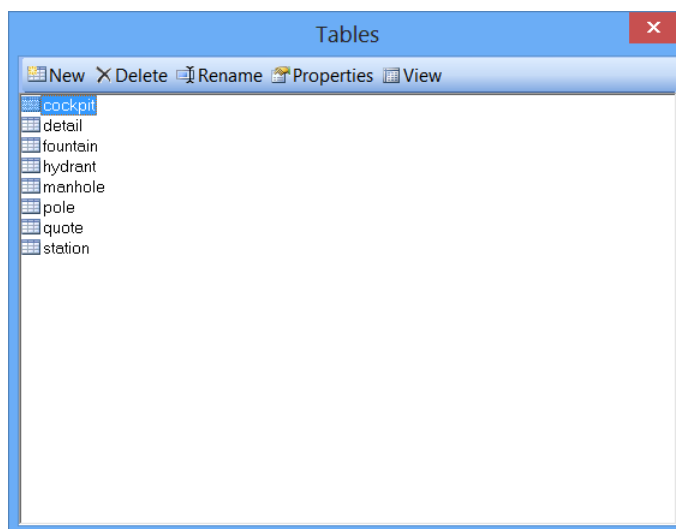 Tables
New Delete Rename Properties View
cockpit
detail
fountain
hydrant
manhole
pole
quote
station